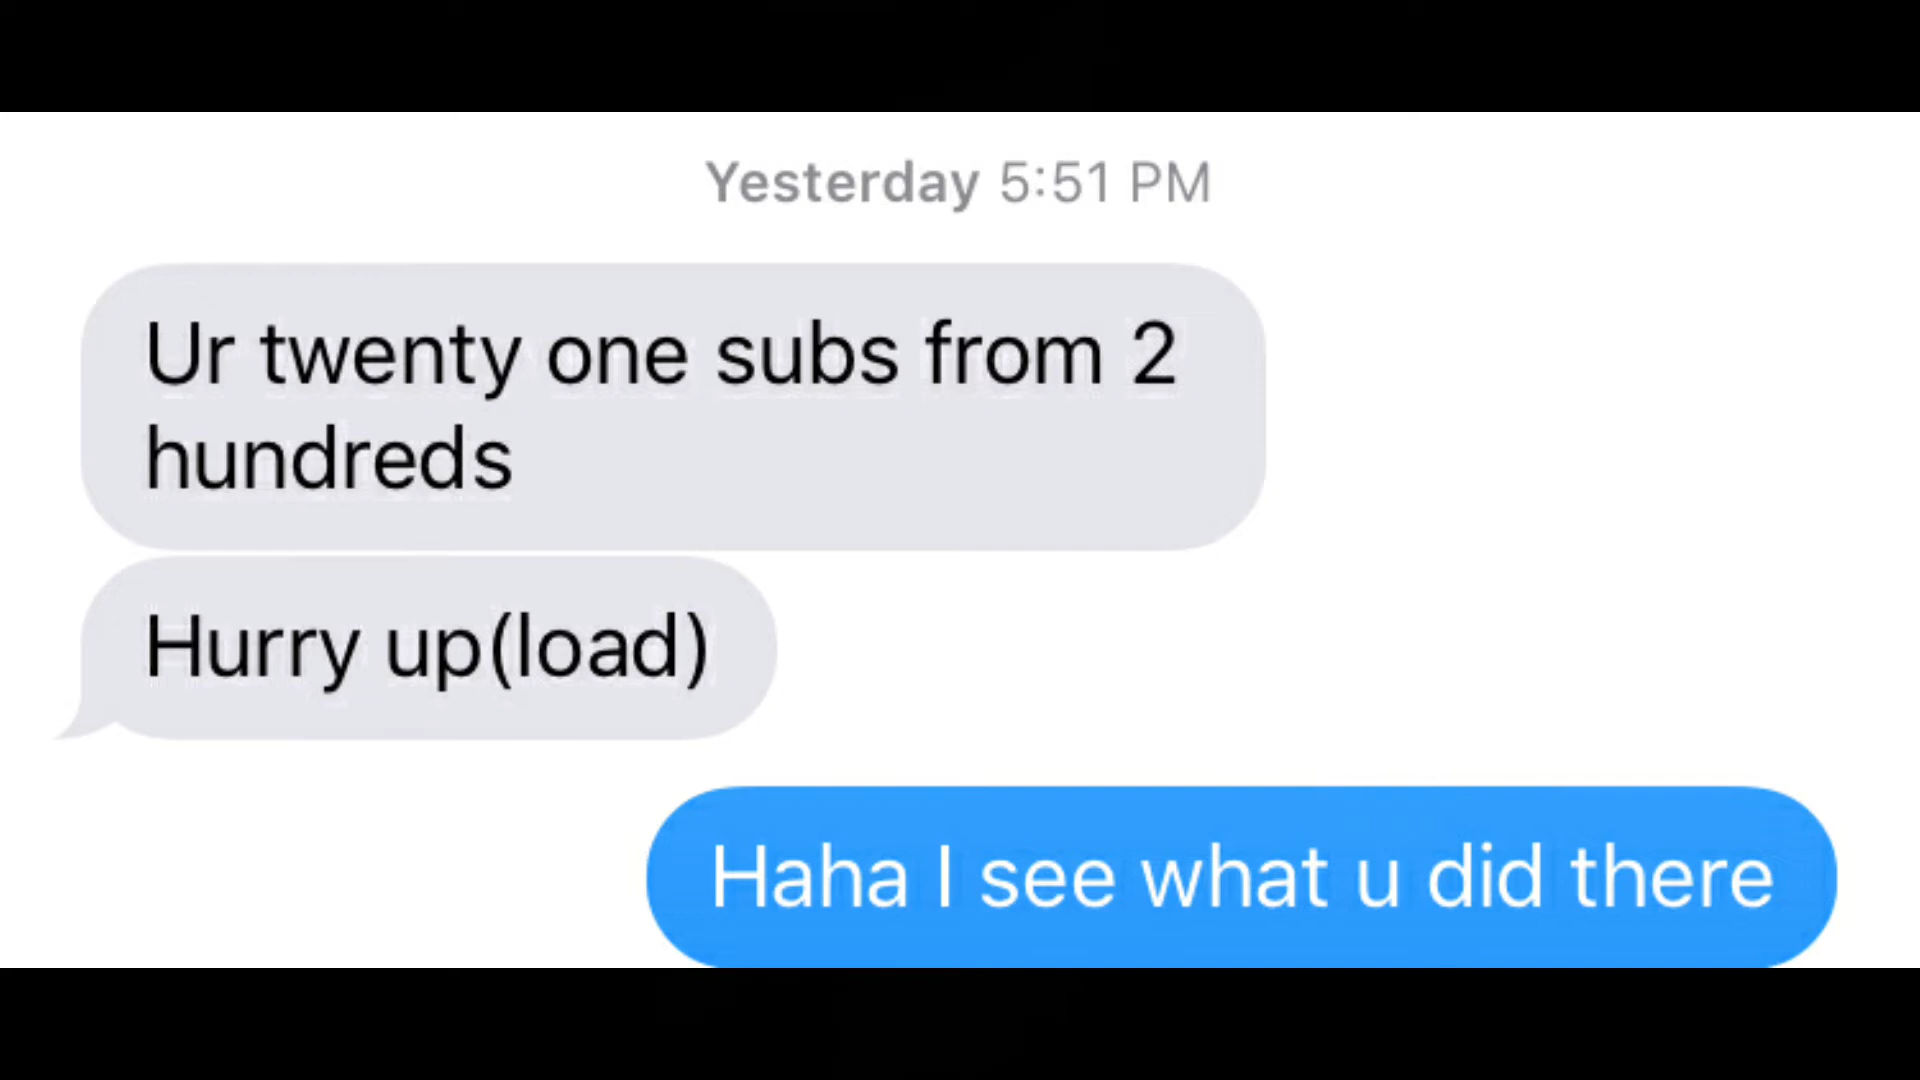 Yesterday 5:51 PM
Ur twenty one subs from 2
hundreds
Hurry up(load)
Haha I see what u did there